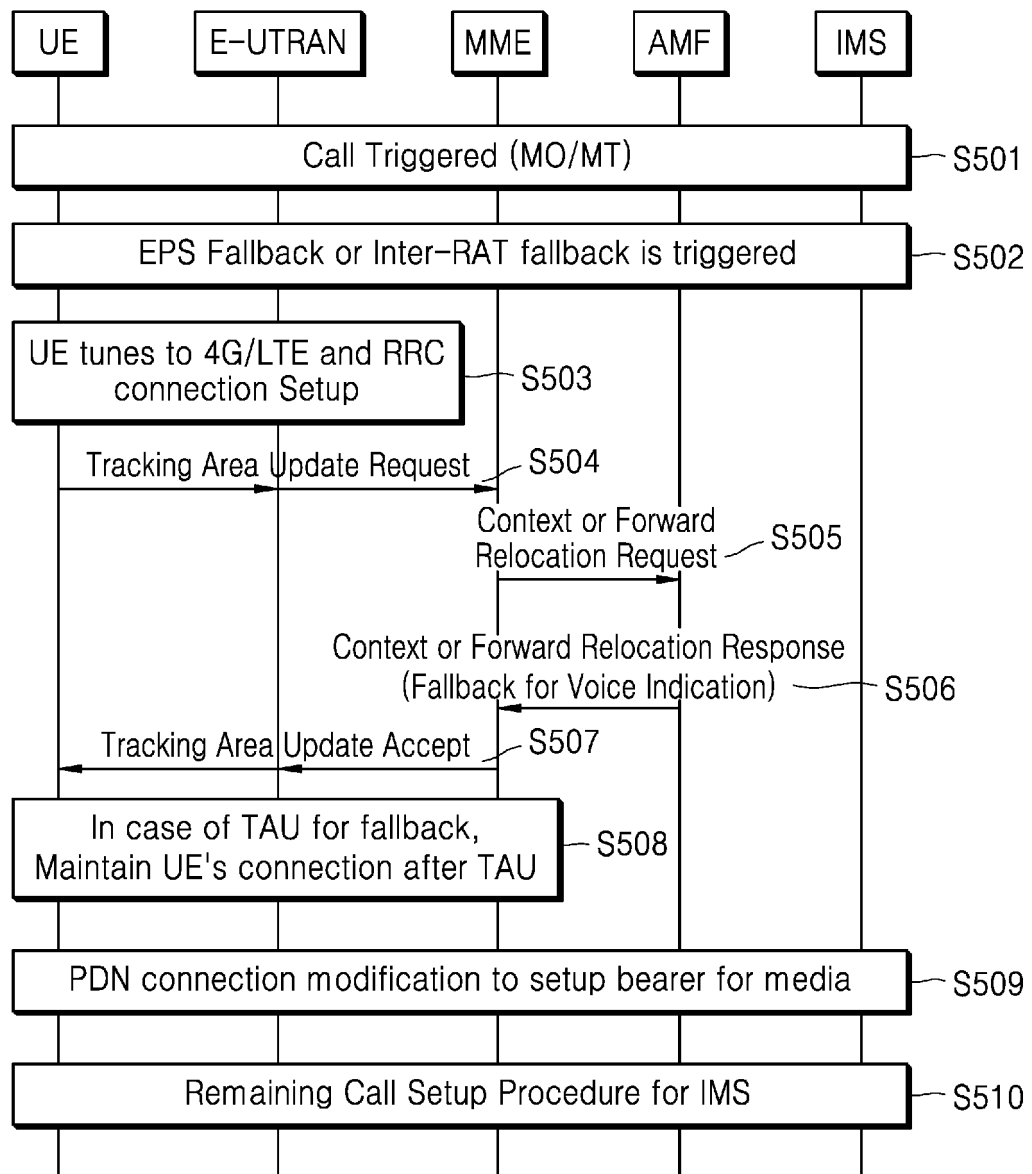 UE
E-UTRAN
MME
AMF
IMS
Call Triggered (MO/MT)
S501
EPS Fallback or Inter-RAT fallback is triggered
S502
UE tunes to 4G/LTE and RRC
connection Setup
S503
Tracking Area Update Request
S504
Context or Forward
Relocation Request
S505
Context or Forward Relocation Response
(Fallback for Voice Indication)
S506
Tracking Area Update Accept
S507
In case of TAU for fallback,
Maintain UE's connection after TAU
S508
PDN connection modification to setup bearer for media
S509
Remaining Call Setup Procedure for IMS
S510